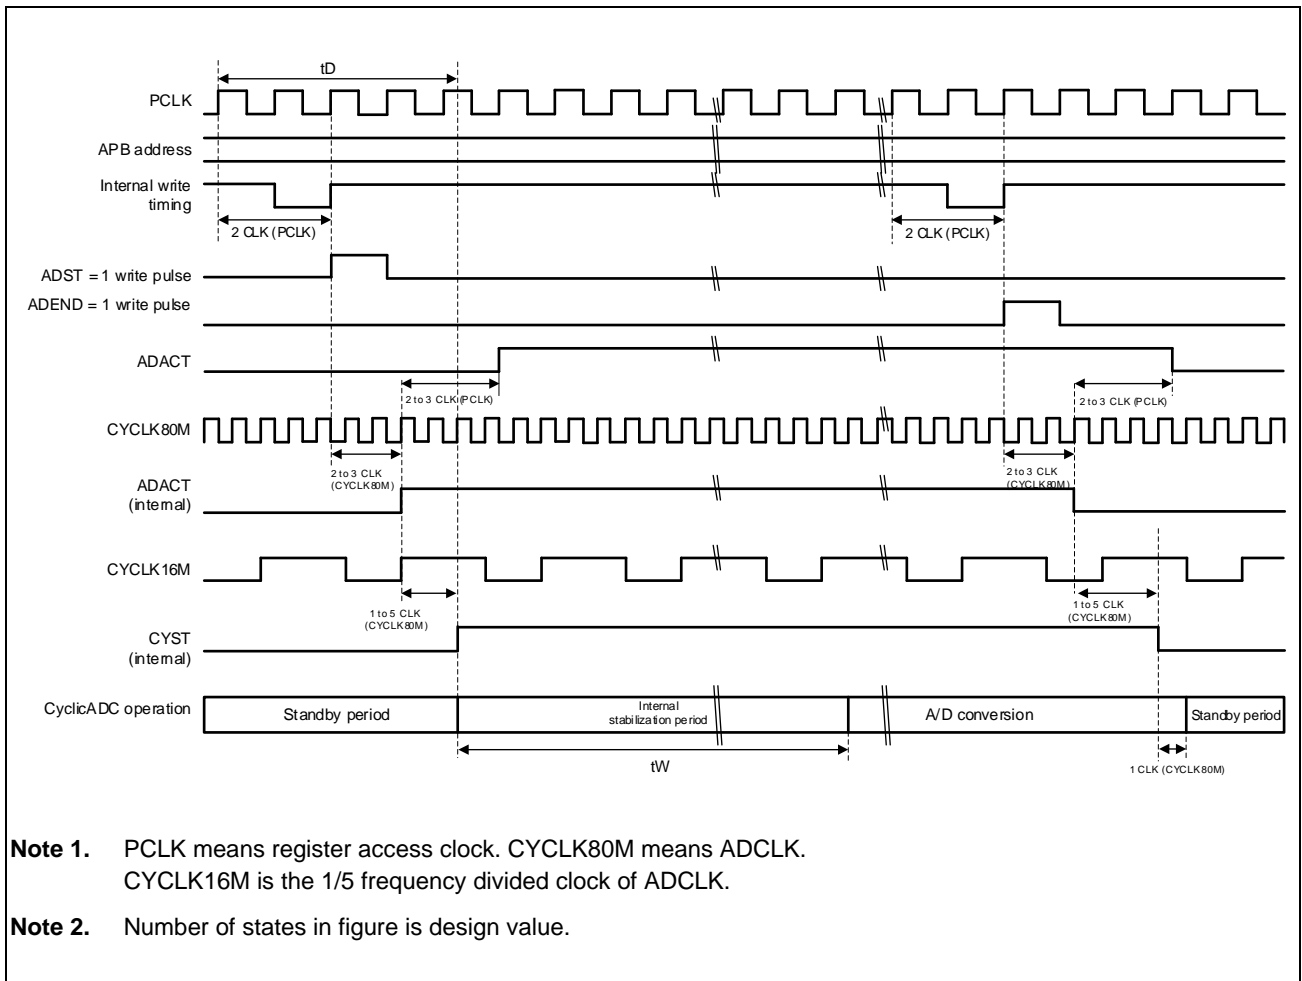 tD
PCLK
APB address
Internal write
timing
2 CLK (PCLK)
2 CLK (PCLK)
ADST = 1 write pulse
ADEND = 1 write pulse
ADACT
2 to 3 CLK (PCLK)
2 to 3 CLK (PCLK)
CYCLK80M
2 to 3 CLK
(CYCLK80M)
2 to 3 CLK
(CYCLK80M)
ADACT
(internal)
CYCLK16M
1 to 5 CLK
(CYCLK80M)
1 to 5 CLK
(CYCLK80M)
CYST
(internal)
CyclicADC operation
Standby period
Internal
stabilization period
A/D conversion
Standby period
tW
1 CLK (CYCLK80M)
Note 1. PCLK means register access clock. CYCLK80M means ADCLK.
CYCLK16M is the 1/5 frequency divided clock of ADCLK.
Note 2. Number of states in figure is design value.